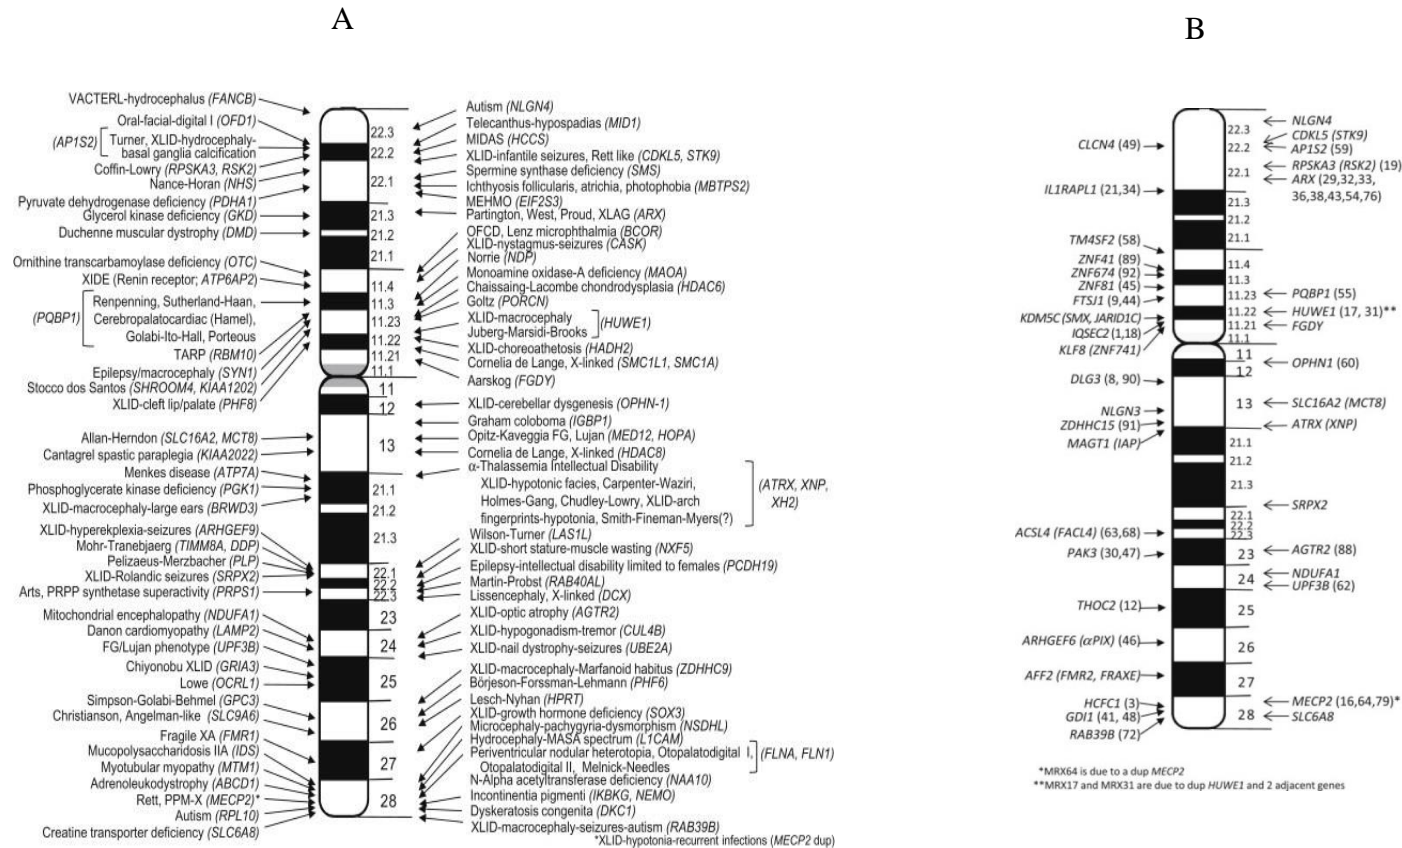 A
B
VACTERL-hydrocephalus (FANCB)
Oral-facial-digital I (OFD1)
(AP1S2)
Turner, XLID-hydrocephaly-
basal ganglia calcification
Coffin-Lowry (RPSKA3, RSK2)
Nance-Horan (NHS)
Pyruvate dehydrogenase deficiency (PDHA1)
Glycerol kinase deficiency (GKD)
Duchenne muscular dystrophy (DMD)
Ornithine transcarbamoylase deficiency (OTC)
XIDE (Renin receptor; ATP6AP2)
(PQBP1)
Renpenning, Sutherland-Haan,
Cerebropalatocardiac (Hamel),
Golabi-Ito-Hall, Porteous
TARP (RBM10)
Epilepsy/macrocephaly (SYN1)
Stocco dos Santos (SHROOM4, KIAA1202)
XLID-cleft lip/palate (PHF8)
Allan-Herndon (SLC16A2, MCT8)
Cantagrel spastic paraplegia (KIAA2022)
Menkes disease (ATP7A)
Phosphoglycerate kinase deficiency (PGK1)
XLID-macrocephaly-large ears (BRWD3)
XLID-hyperekplexia-seizures (ARHGEF9)
Mohr-Tranebjaerg (TIMM8A, DDP)
Pelizaeus-Merzbacher (PLP)
XLID-Rolandic seizures (SRPX2)
Arts, PRPP synthetase superactivity (PRPS1)
Mitochondrial encephalopathy (NDUFA1)
Danon cardiomyopathy (LAMP2)
FG/Lujan phenotype (UPF3B)
Chiyonobu XLID (GRIA3)
Lowe (OCRL1)
Simpson-Golabi-Behmel (GPC3)
Christianson, Angelman-like (SLC9A6)
Fragile XA (FMR1)
Mucopolysaccharidosis IIA (IDS)
Myotubular myopathy (MTM1)
Adrenoleukodystrophy (ABCD1)
Rett, PPM-X (MECP2)*
Autism (RPL10)
Creatine transporter deficiency (SLC6A8)
22.3
22.2
22.1
21.3
21.2
21.1
11.4
11.3
11.23
11.22
11.21
11.1
11
12
13
21.1
21.2
21.3
22.1
22.2
22.3
23
24
25
26
27
28
Autism (NLGN4)
Telecanthus-hypospadias (MID1)
MIDAS (HCCS)
XLID-infantile seizures, Rett like (CDKL5, STK9)
Spermine synthase deficiency (SMS)
Ichthyosis follicularis, atrichia, photophobia (MBTPS2)
MEHMO (EIF2S3)
Partington, West, Proud, XLAG (ARX)
OFCD, Lenz microphthalmia (BCOR)
XLID-nystagmus-seizures (CASK)
Norrie (NDP)
Monoamine oxidase-A deficiency (MAOA)
Chaissaing-Lacombe chondrodysplasia (HDAC6)
Goltz (PORCN)
XLID-macrocephaly
Juberg-Marsidi-Brooks
(HUWE1)
XLID-choreoathetosis (HADH2)
Cornelia de Lange, X-linked (SMC1L1, SMC1A)
Aarskog (FGDY)
XLID-cerebellar dysgenesis (OPHN-1)
Graham coloboma (IGBP1)
Opitz-Kaveggia FG, Lujan (MED12, HOPA)
Cornelia de Lange, X-linked (HDAC8)
α-Thalassemia Intellectual Disability
XLID-hypotonic facies, Carpenter-Waziri,
Holmes-Gang, Chudley-Lowry, XLID-arch
fingerprints-hypotonia, Smith-Fineman-Myers(?)
(ATRX, XNP,
XH2)
Wilson-Turner (LAS1L)
XLID-short stature-muscle wasting (NXF5)
Epilepsy-intellectual disability limited to females (PCDH19)
Martin-Probst (RAB40AL)
Lissencephaly, X-linked (DCX)
XLID-optic atrophy (AGTR2)
XLID-hypogonadism-tremor (CUL4B)
XLID-nail dystrophy-seizures (UBE2A)
XLID-macrocephaly-Marfanoid habitus (ZDHHC9)
Börjeson-Forssman-Lehmann (PHF6)
Lesch-Nyhan (HPRT)
XLID-growth hormone deficiency (SOX3)
Microcephaly-pachygyria-dysmorphism (NSDHL)
Hydrocephaly-MASA spectrum (L1CAM)
Periventricular nodular heterotopia, Otopalatodigital I,
Otopalatodigital II, Melnick-Needles
(FLNA, FLN1)
N-Alpha acetyltransferase deficiency (NAA10)
Incontinentia pigmenti (IKBKG, NEMO)
Dyskeratosis congenita (DKC1)
XLID-macrocephaly-seizures-autism (RAB39B)
*XLID-hypotonia-recurrent infections (MECP2 dup)
CLCN4 (49)
IL1RAPL1 (21,34)
TM4SF2 (58)
ZNF41 (89)
ZNF674 (92)
ZNF81 (45)
FTSJ1 (9,44)
KDM5C (SMX, JARID1C)
IQSEC2 (1,18)
KLF8 (ZNF741)
DLG3 (8, 90)
NLGN3
ZDHHC15 (91)
MAGT1 (IAP)
ACSL4 (FACL4) (63,68)
PAK3 (30,47)
THOC2 (12)
ARHGEF6 (αPIX) (46)
AFF2 (FMR2, FRAXE)
HCFC1 (3)
GDI1 (41, 48)
RAB39B (72)
22.3
22.2
22.1
21.3
21.2
21.1
11.4
11.3
11.23
11.22
11.21
11.1
11
12
13
21.1
21.2
21.3
22.1
22.2
22.3
23
24
25
26
27
28
NLGN4
CDKL5 (STK9)
AP1S2 (59)
RPSKA3 (RSK2) (19)
ARX (29,32,33,
36,38,43,54,76)
PQBP1 (55)
HUWE1 (17, 31)**
FGDY
OPHN1 (60)
SLC16A2 (MCT8)
ATRX (XNP)
SRPX2
AGTR2 (88)
NDUFA1
UPF3B (62)
MECP2 (16,64,79)*
SLC6A8
*MRX64 is due to a dup MECP2
**MRX17 and MRX31 are due to dup HUWE1 and 2 adjacent genes